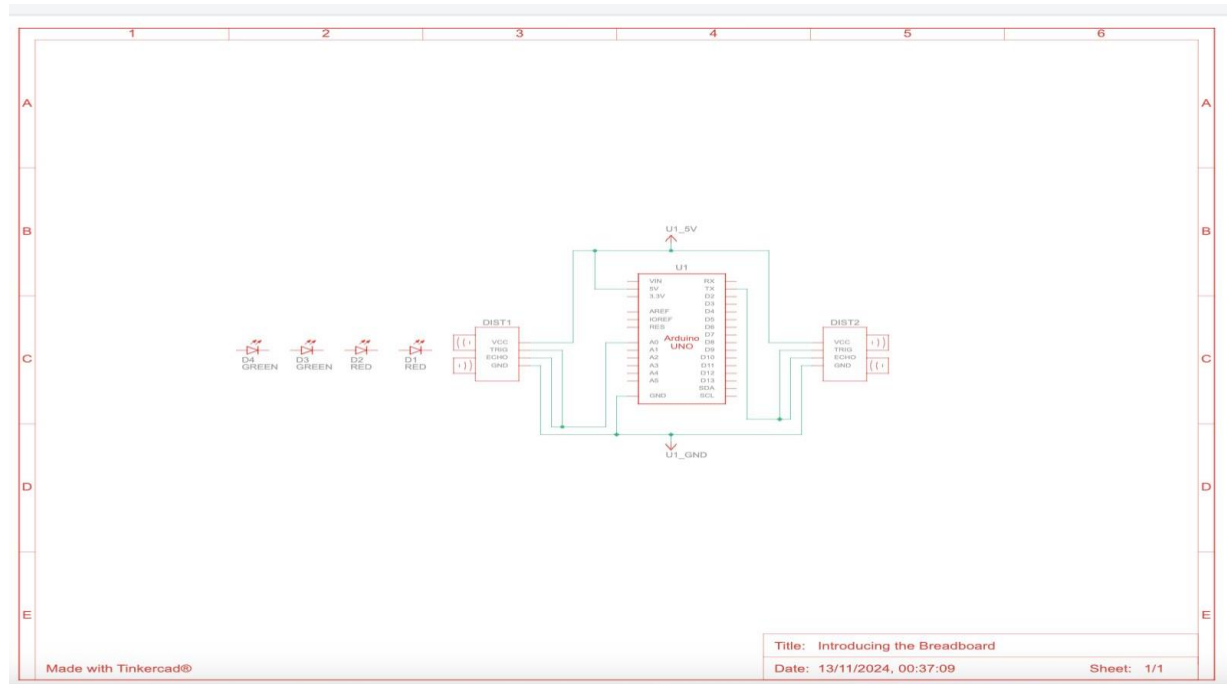 1 2 3 4 5 6
A A
B B
U1_5V
U1
VIN RX
5V TX
3.3V D2
D3
AREF D4
IOREF D5
RES D6
D7
A0 D8
Arduino
UNO
A1 D9
A2 D10
A3 D11
A4 D12
A5 D13
SDA
GND SCL
DIST1
VCC
TRIG
ECHO
GND
DIST2
VCC
TRIG
ECHO
GND
C C
D4
GREEN
D3
GREEN
D2
RED
D1
RED
U1_GND
D D
E E
Title: Introducing the Breadboard
Made with Tinkercad®
Date: 13/11/2024, 00:37:09 Sheet: 1/1